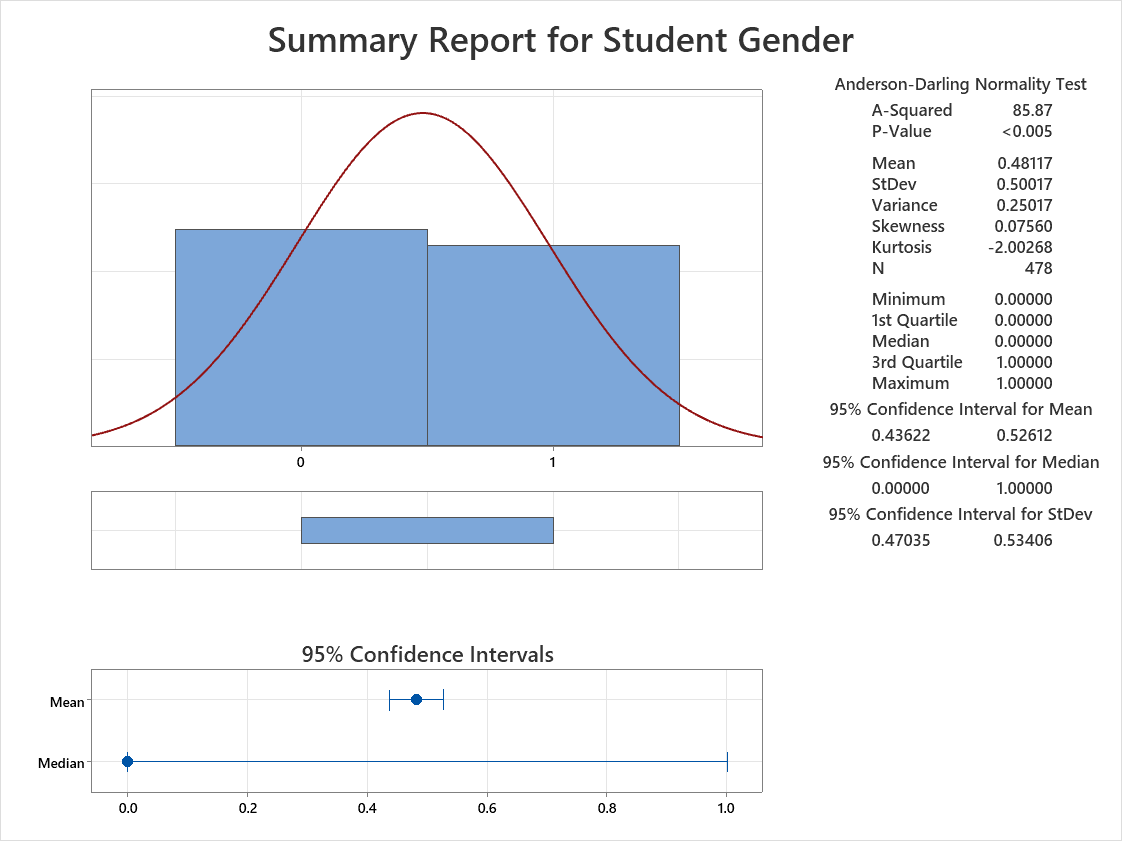 Summary Report for Student Gender
0 1
95% Confidence Intervals
Mean
Median
0.0 0.2 0.4 0.6 0.8 1.0
Anderson-Darling Normality Test
A-Squared 85.87
P-Value <0.005
Mean 0.48117
StDev 0.50017
Variance 0.25017
Skewness 0.07560
Kurtosis -2.00268
N 478
Minimum 0.00000
1st Quartile 0.00000
Median 0.00000
3rd Quartile 1.00000
Maximum 1.00000
95% Confidence Interval for Mean
0.43622 0.52612
95% Confidence Interval for Median
0.00000 1.00000
95% Confidence Interval for StDev
0.47035 0.53406